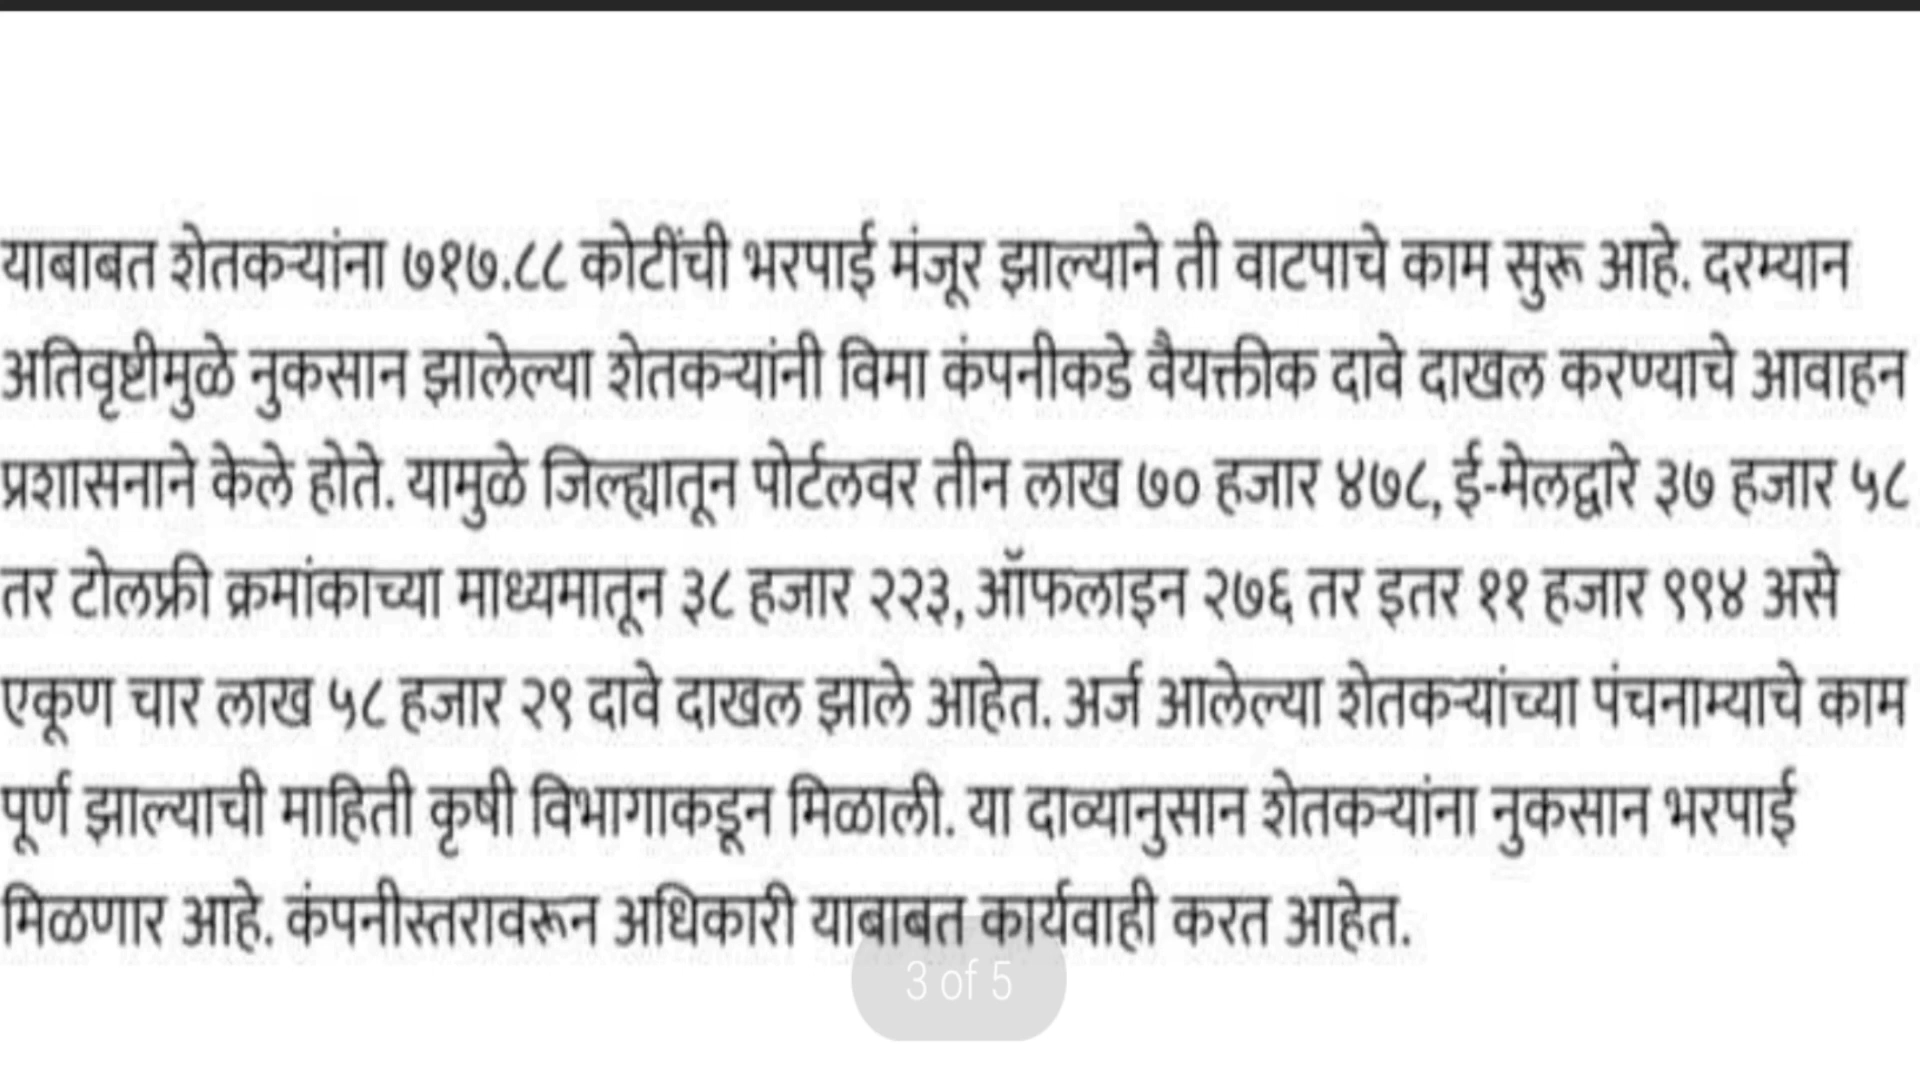 याबाबत शेतकऱ्यांना ७१७.८८ कोटींची भरपाई मंजूर झाल्याने ती वाटपाचे काम सुरू आहे. दरम्यान
अतिवृष्टीमुळे नुकसान झालेल्या शेतकऱ्यांनी विमा कंपनीकडे वैयक्तीक दावे दाखल करण्याचे आवाहन
प्रशासनाने केले होते. यामुळे जिल्ह्यातून पोर्टलवर तीन लाख ७० हजार ४७८, ई-मेलद्वारे ३७ हजार ५८
तर टोलफ्री क्रमांकाच्या माध्यमातून ३८ हजार २२३, ऑफलाइन २७६ तर इतर ११ हजार ९९४ असे
एकूण चार लाख ५८ हजार २९ दावे दाखल झाले आहेत. अर्ज आलेल्या शेतकऱ्यांच्या पंचनाम्याचे काम
पूर्ण झाल्याची माहिती कृषी विभागाकडून मिळाली. या दाव्यानुसान शेतकऱ्यांना नुकसान भरपाई
मिळणार आहे. कंपनीस्तरावरून अधिकारी याबाबत कार्यवाही करत आहेत.
3 of 5